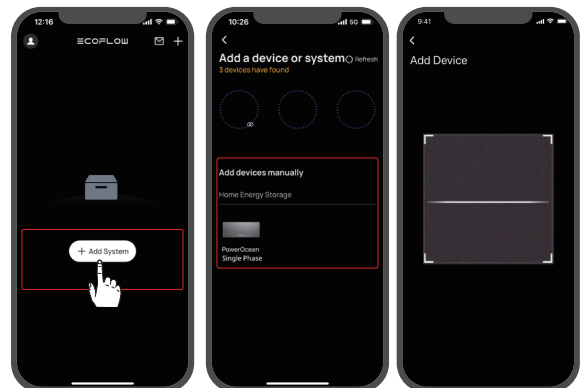 12:16
ECOFLOW
+ Add System
10:26
5G
Add a device or system
Refresh
3 devices have found
Add devices manually
Home Energy Storage
PowerOcean
Single Phase
9:41
Add Device